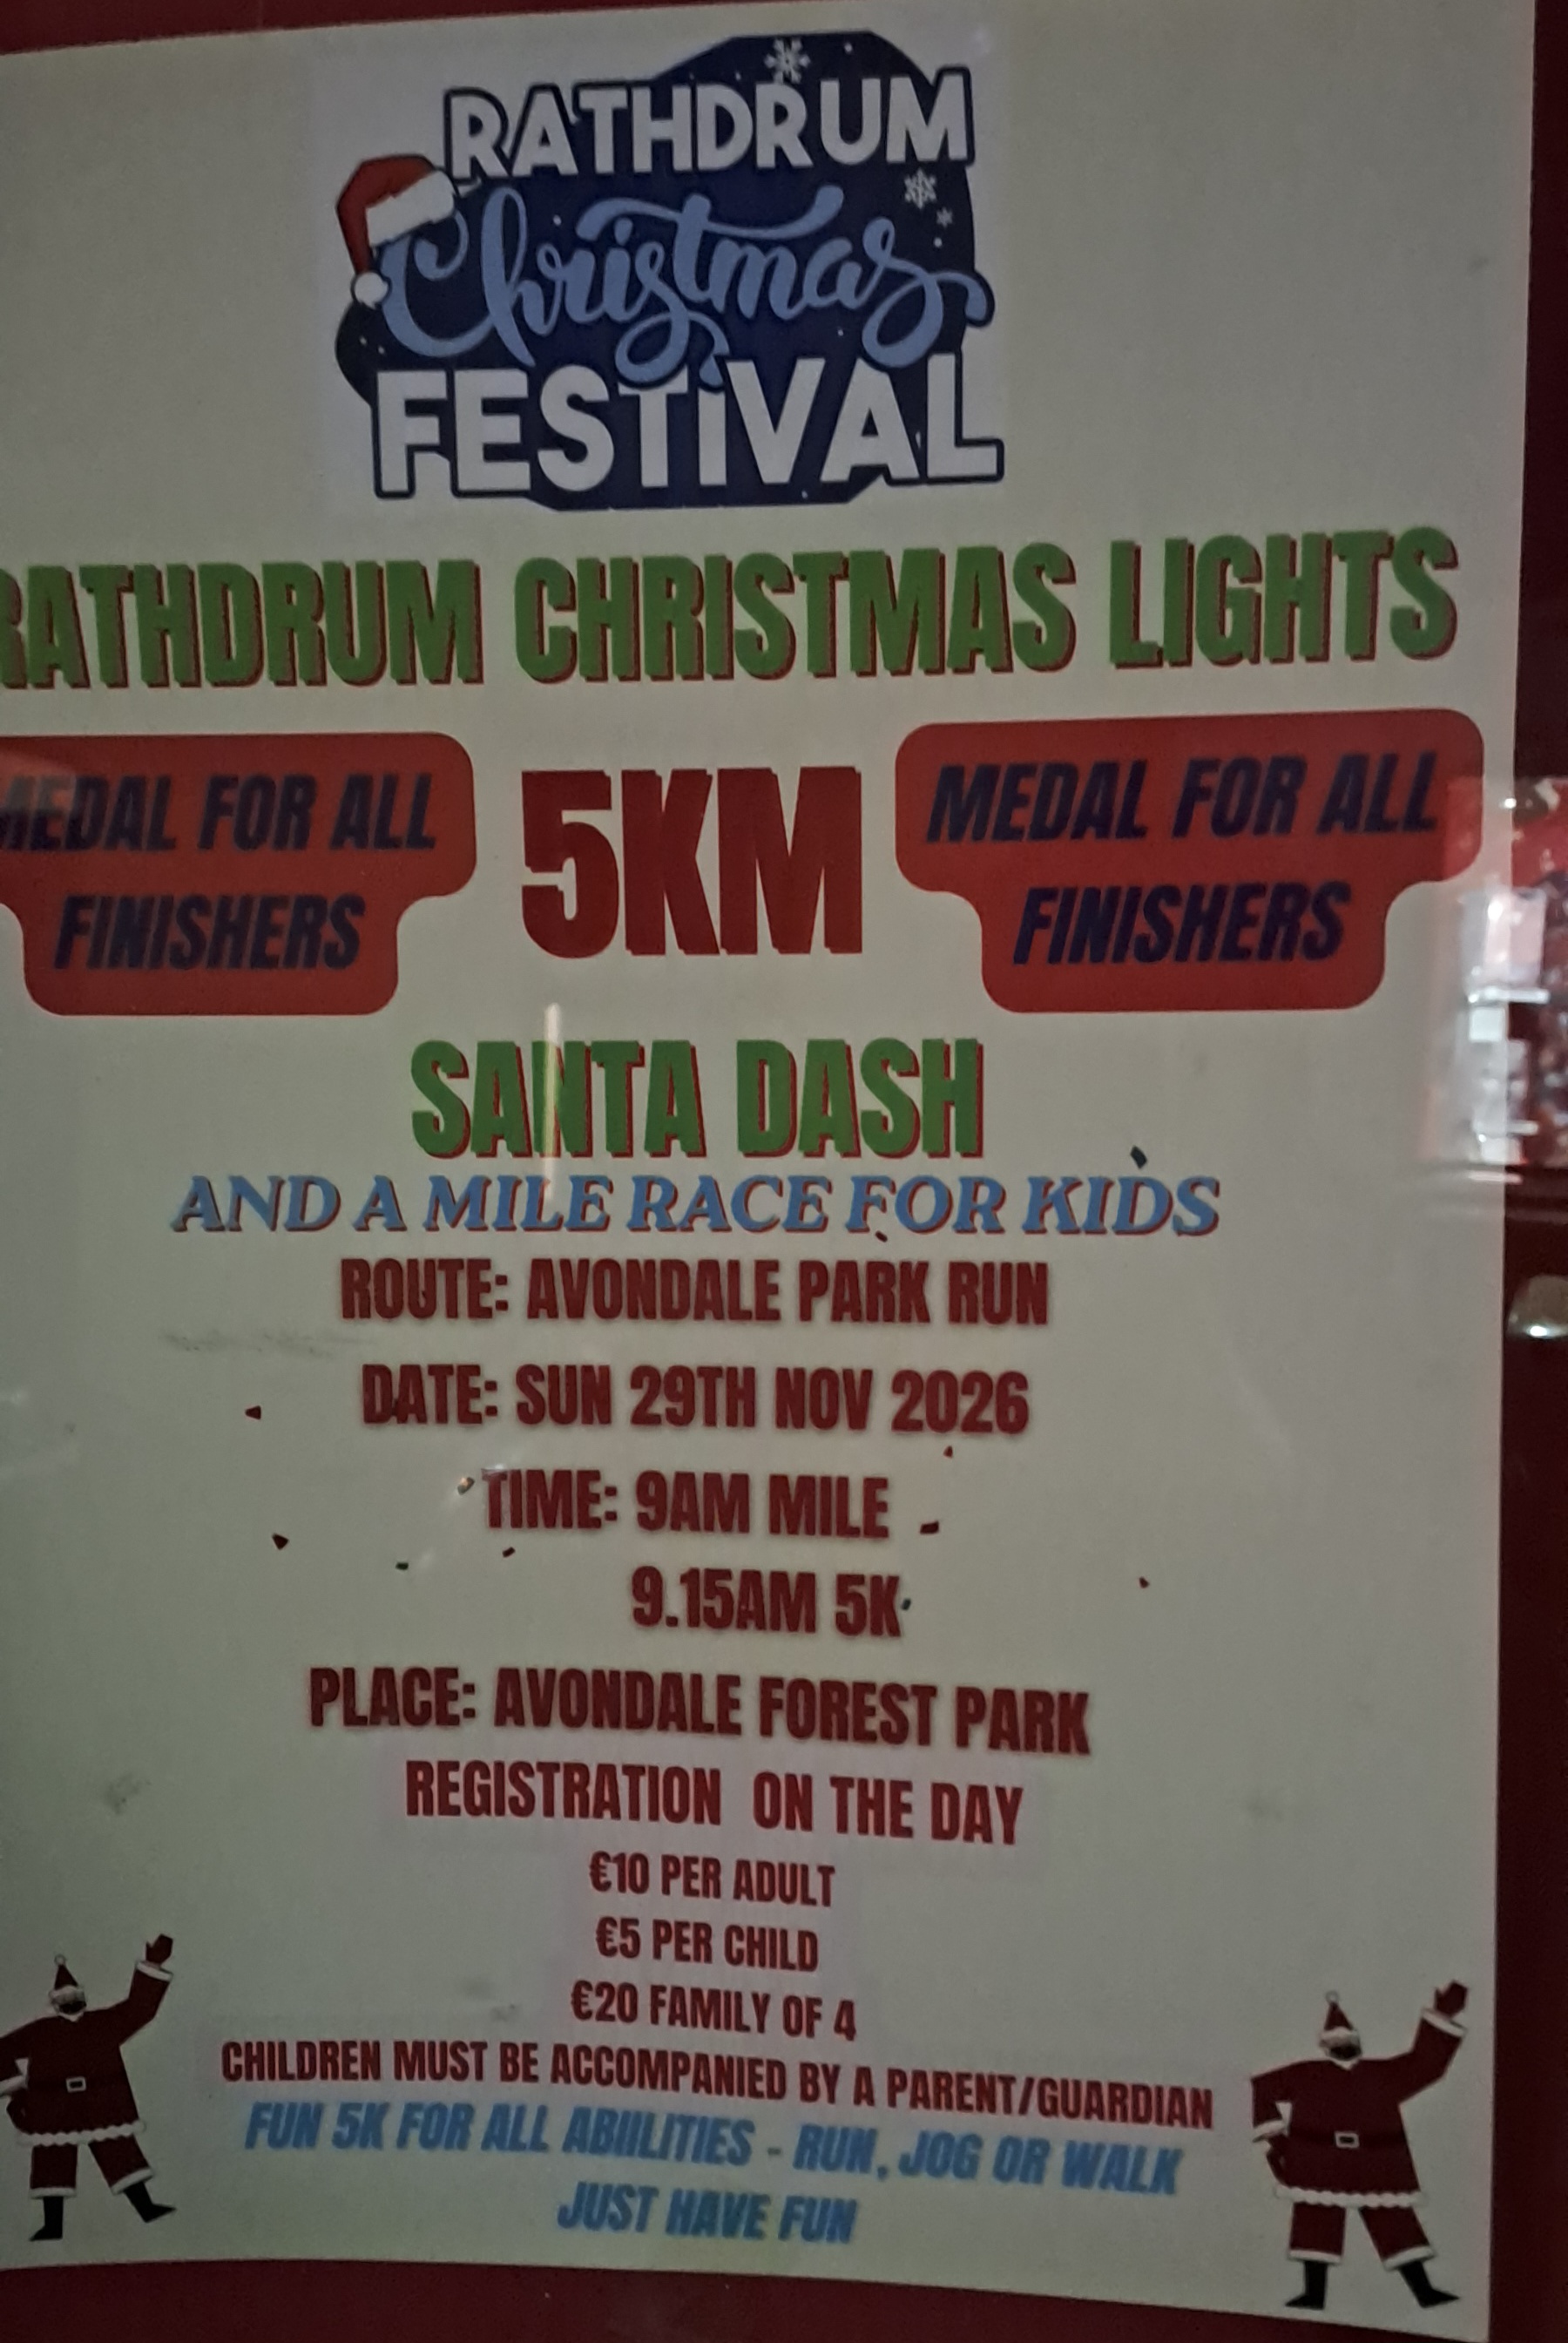 RATHDRUM
Christmas
FESTIVAL
RATHDRUM CHRISTMAS LIGHTS
MEDAL FOR ALL
FINISHERS
5KM
MEDAL FOR ALL
FINISHERS
SANTA DASH
AND A MILE RACE FOR KIDS
ROUTE: AVONDALE PARK RUN
DATE: SUN 29TH NOV 2026
TIME: 9AM MILE
9.15AM 5K
PLACE: AVONDALE FOREST PARK
REGISTRATION ON THE DAY
€10 PER ADULT
€5 PER CHILD
€20 FAMILY OF 4
CHILDREN MUST BE ACCOMPANIED BY A PARENT/GUARDIAN
FUN 5K FOR ALL ABIILITIES - RUN, JOG OR WALK
JUST HAVE FUN